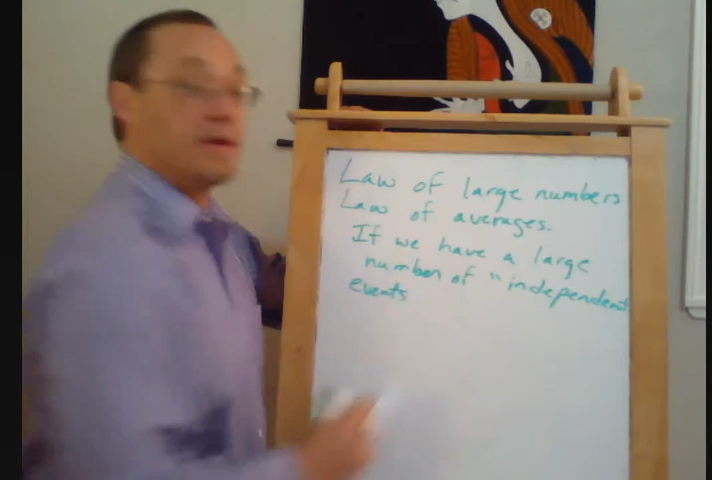 Law of large numbers
Law of averages.
If we have a large
number of "independent
events